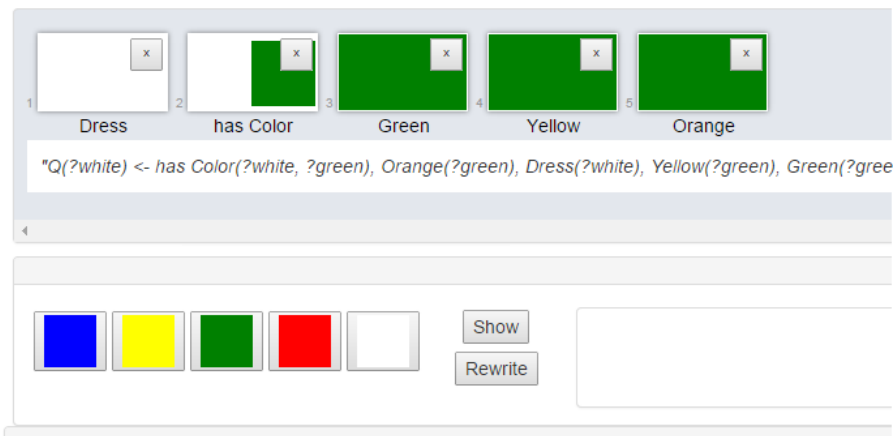 x x x x x
1 2 3 4 5
Dress has Color Green Yellow Orange
"Q(?white) <- has Color(?white, ?green), Orange(?green), Dress(?white), Yellow(?green), Green(?gree
Show
Rewrite